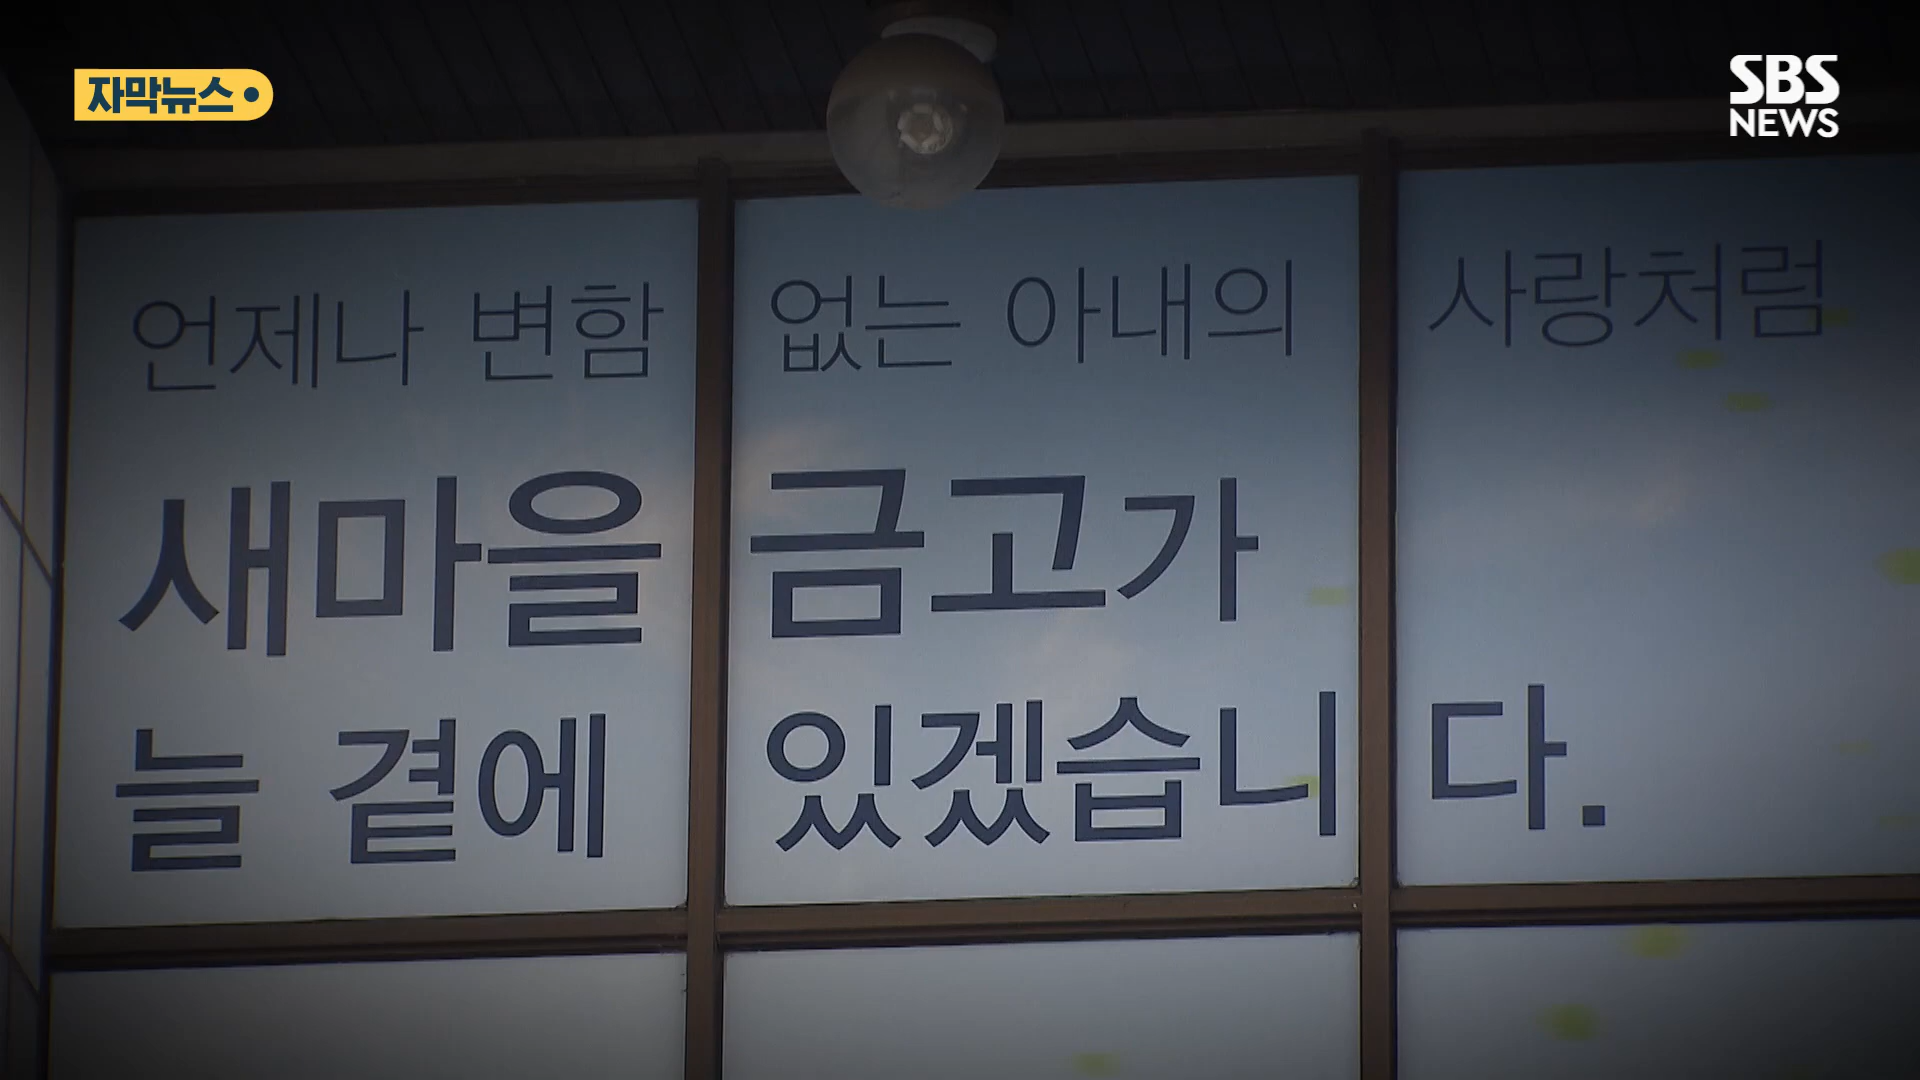 자막뉴스
SBS
NEWS
언제나 변함 없는 아내의 사랑처럼
새마을 금고가
늘 곁에 있겠습니다.